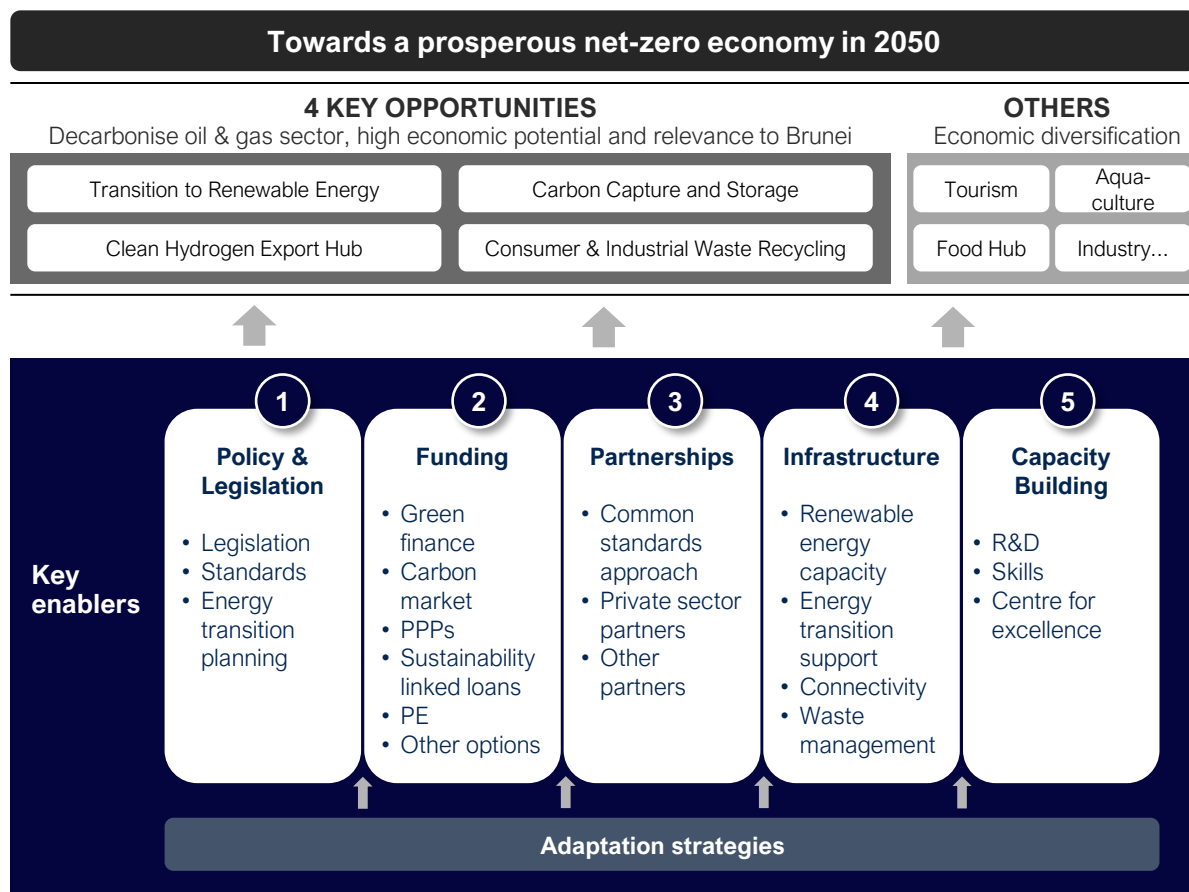 Towards a prosperous net-zero economy in 2050
4 KEY OPPORTUNITIES
Decarbonise oil & gas sector, high economic potential and relevance to Brunei
Transition to Renewable Energy
Carbon Capture and Storage
Clean Hydrogen Export Hub
Consumer & Industrial Waste Recycling
OTHERS
Economic diversification
Tourism
Aqua-
culture
Food Hub
Industry...
Key
enablers
1
Policy &
Legislation
• Legislation
• Standards
• Energy
transition
planning
2
Funding
• Green
finance
• Carbon
market
• PPPs
• Sustainability
linked loans
• PE
• Other options
3
Partnerships
• Common
standards
approach
• Private sector
partners
• Other
partners
4
Infrastructure
• Renewable
energy
capacity
• Energy
transition
support
• Connectivity
• Waste
management
5
Capacity
Building
• R&D
• Skills
• Centre for
excellence
Adaptation strategies